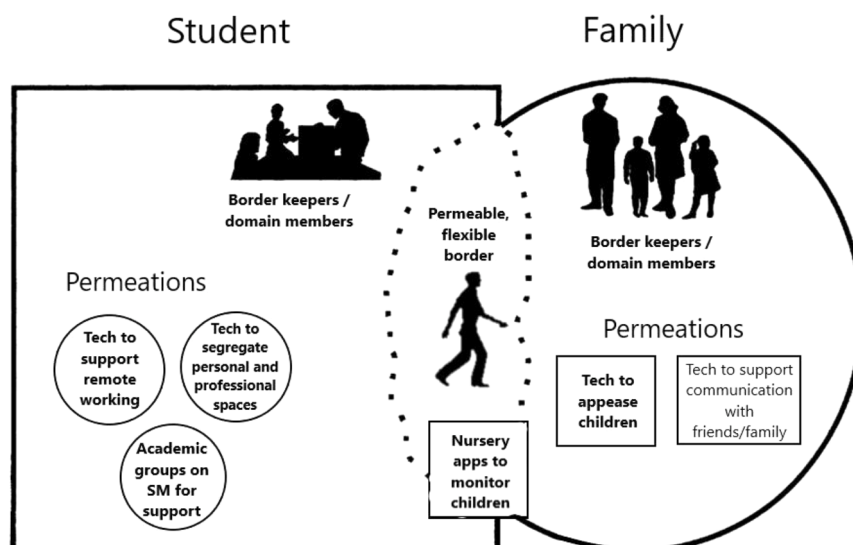 Student
Family
Border keepers /
domain members
Permeable,
flexible
border
Border keepers /
domain members
Permeations
Tech to
support
remote
working
Tech to
segregate
personal and
professional
spaces
Academic
groups on
SM for
support
Nursery
apps to
monitor
children
Permeations
Tech to
appease
children
Tech to support
communication
with
friends/family